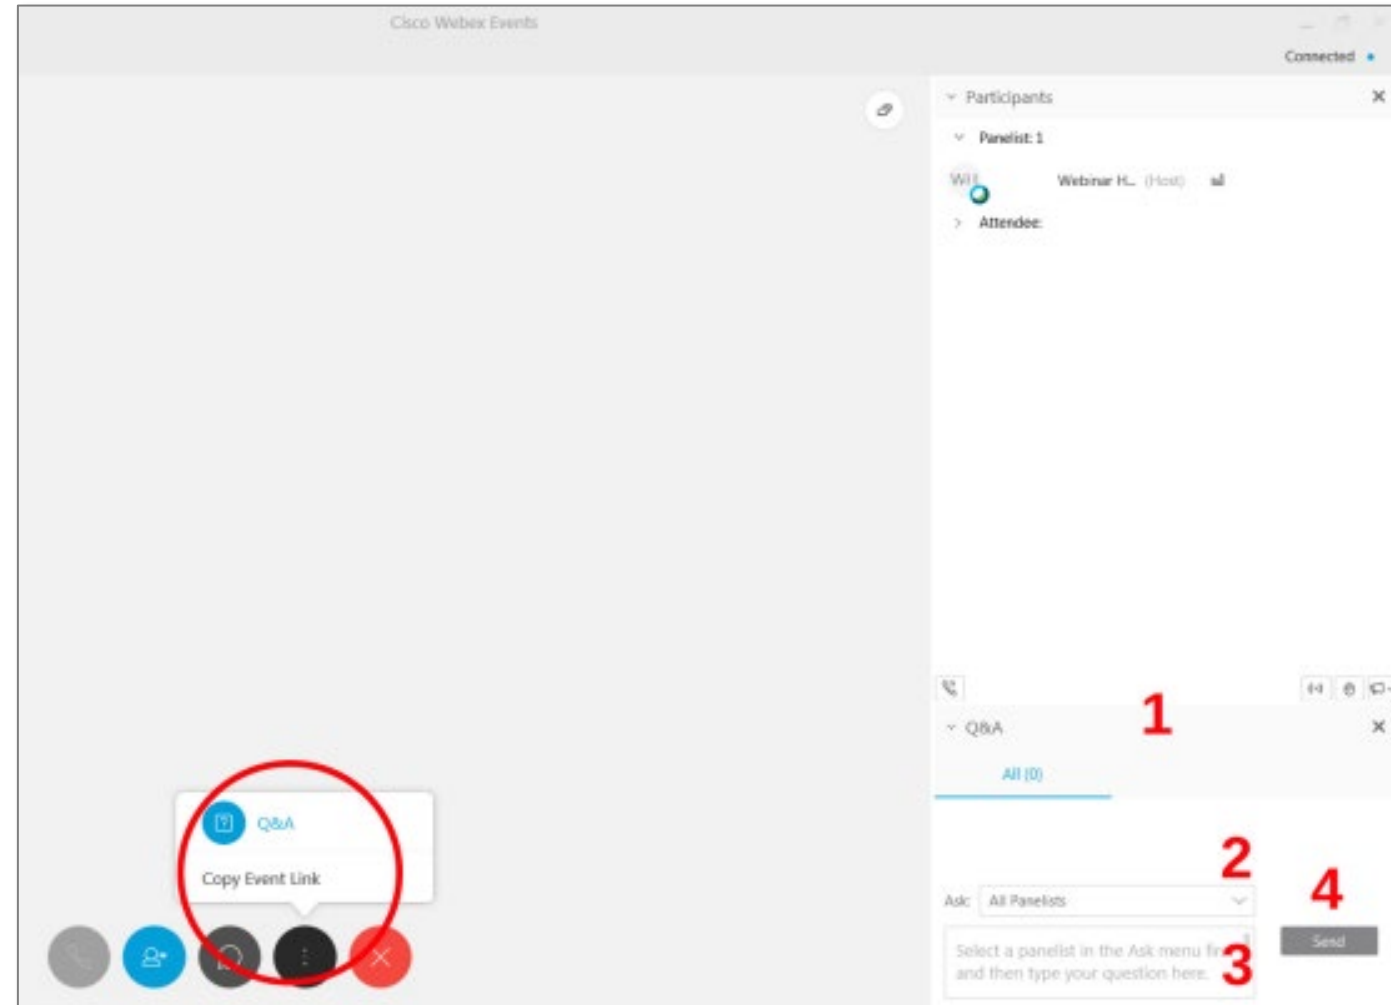 Cisco Webex Events
Connected
Participants
Panelist: 1
Webinar H... (Host)
Attendee:
1
Q&A
All (0)
Q&A
Copy Event Link
2
4
Ask: All Panelists
Send
Select a panelist in the Ask menu
and then type your question here.
3